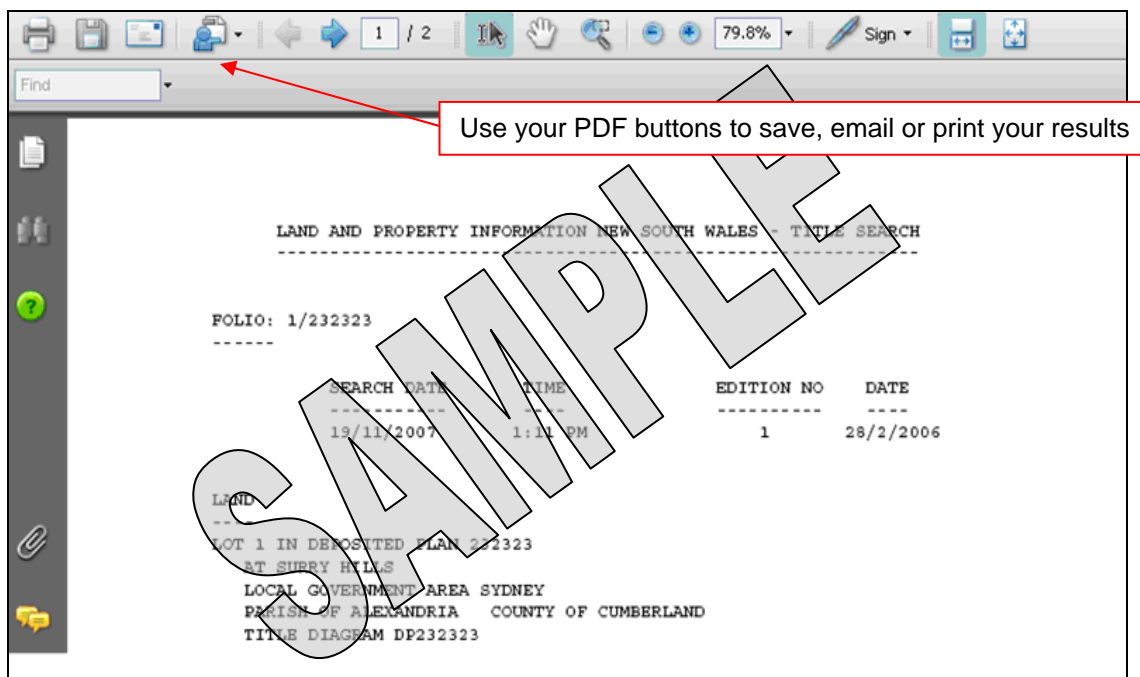 1 / 2 79.8% Sign
Find
Use your PDF buttons to save, email or print your results
LAND AND PROPERTY INFORMATION NEW SOUTH WALES - TITLE SEARCH
-----------------------------------------------------------
FOLIO: 1/232323
------
SEARCH DATE TIME EDITION NO DATE
----------- ---- ---------- ----
19/11/2007 1:11 PM 1 28/2/2006
LAND
----
LOT 1 IN DEPOSITED PLAN 232323
AT SURRY HILLS
LOCAL GOVERNMENT AREA SYDNEY
PARISH OF ALEXANDRIA COUNTY OF CUMBERLAND
TITLE DIAGRAM DP232323
SAMPLE